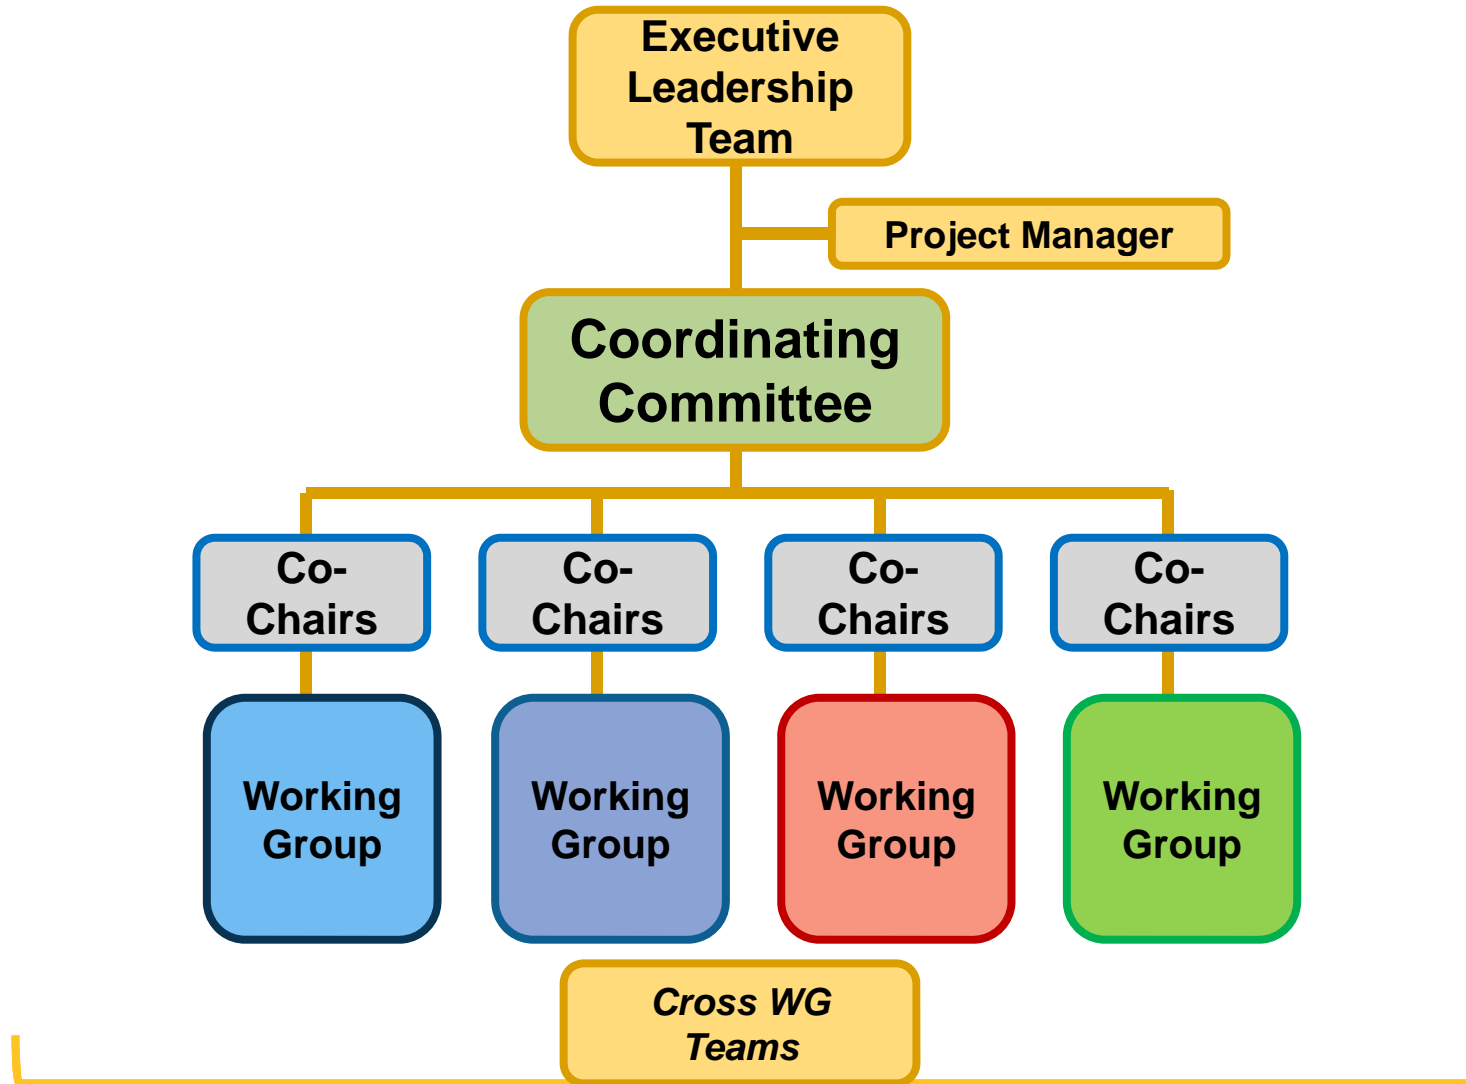 Executive
Leadership
Team
Project Manager
Coordinating
Committee
Co-
Chairs
Co-
Chairs
Co-
Chairs
Co-
Chairs
Working
Group
Working
Group
Working
Group
Working
Group
Cross WG
Teams